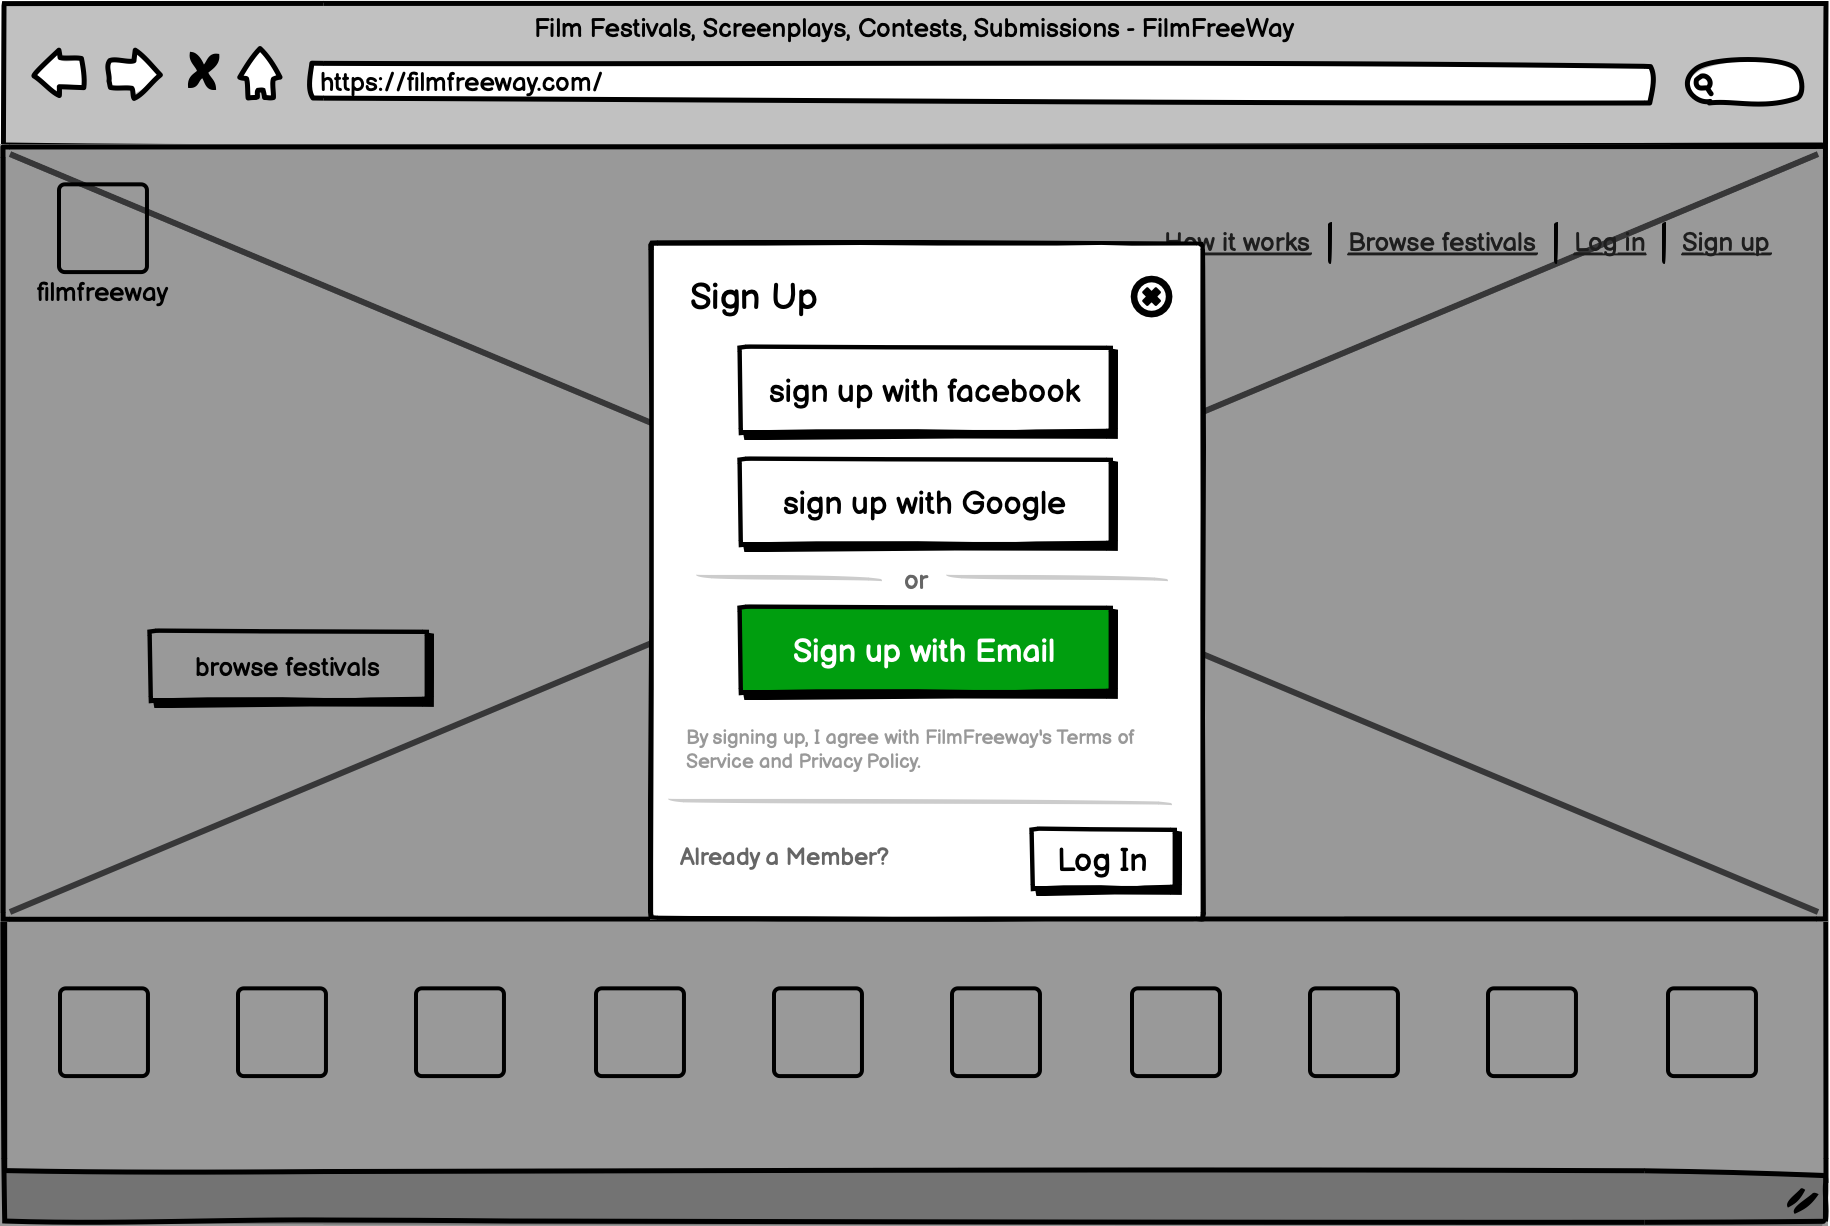 Film Festivals, Screenplays, Contests, Submissions - FilmFreeWay
https://filmfreeway.com/
How it works
Browse festivals
Log In
Sign up
filmfreeway
Sign Up
sign up with facebook
sign up with Google
or
Sign up with Email
browse festivals
By signing up, I agree with FilmFreeway's Terms of
Service and Privacy Policy.
Already a Member?
Log In